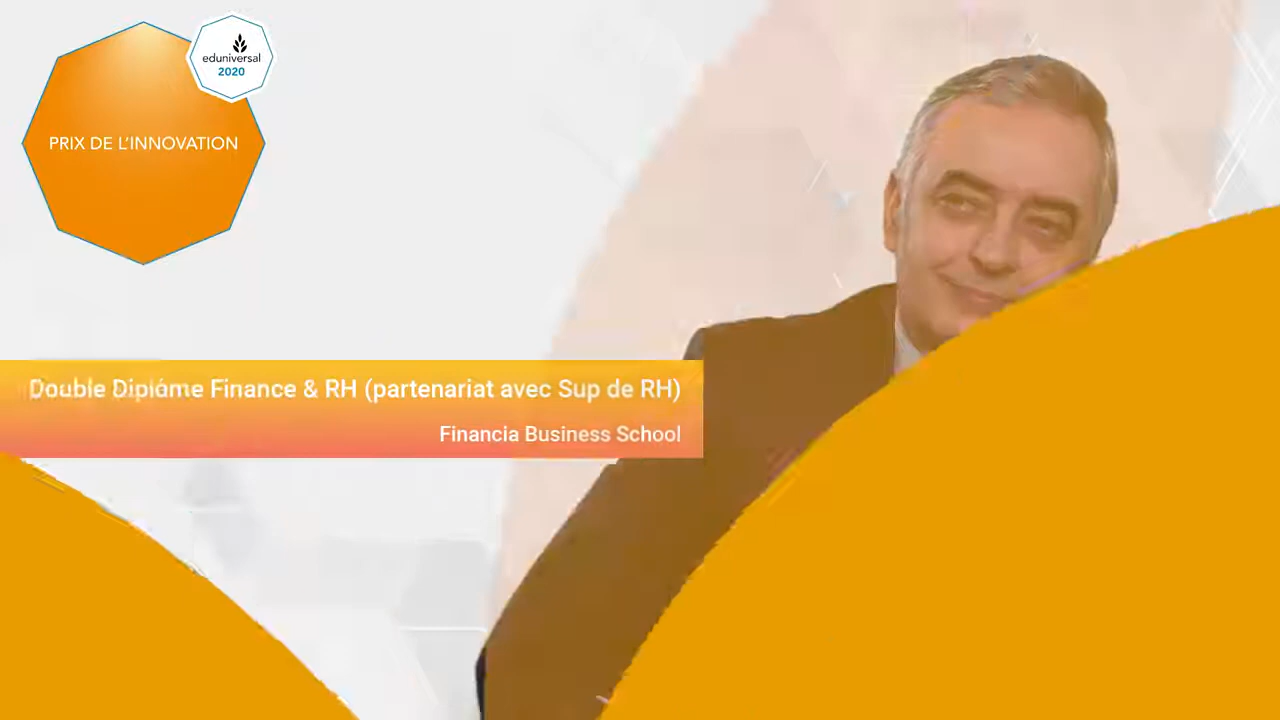 eduniversal
2020
PRIX DE L'INNOVATION
Double Diplôme Finance & RH (partenariat avec Sup de RH)
Financia Business School